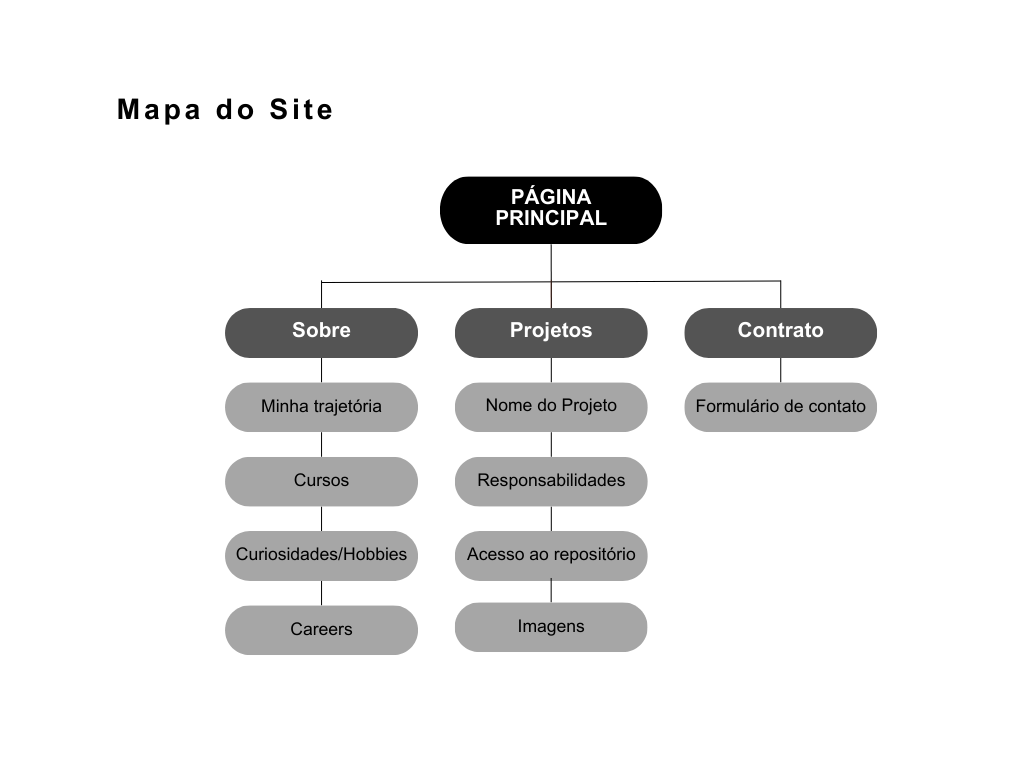 Mapa do Site
PÁGINA
PRINCIPAL
Sobre
Projetos
Contrato
Minha trajetória
Nome do Projeto
Formulário de contato
Cursos
Responsabilidades
Curiosidades/Hobbies
Acesso ao repositório
Careers
Imagens